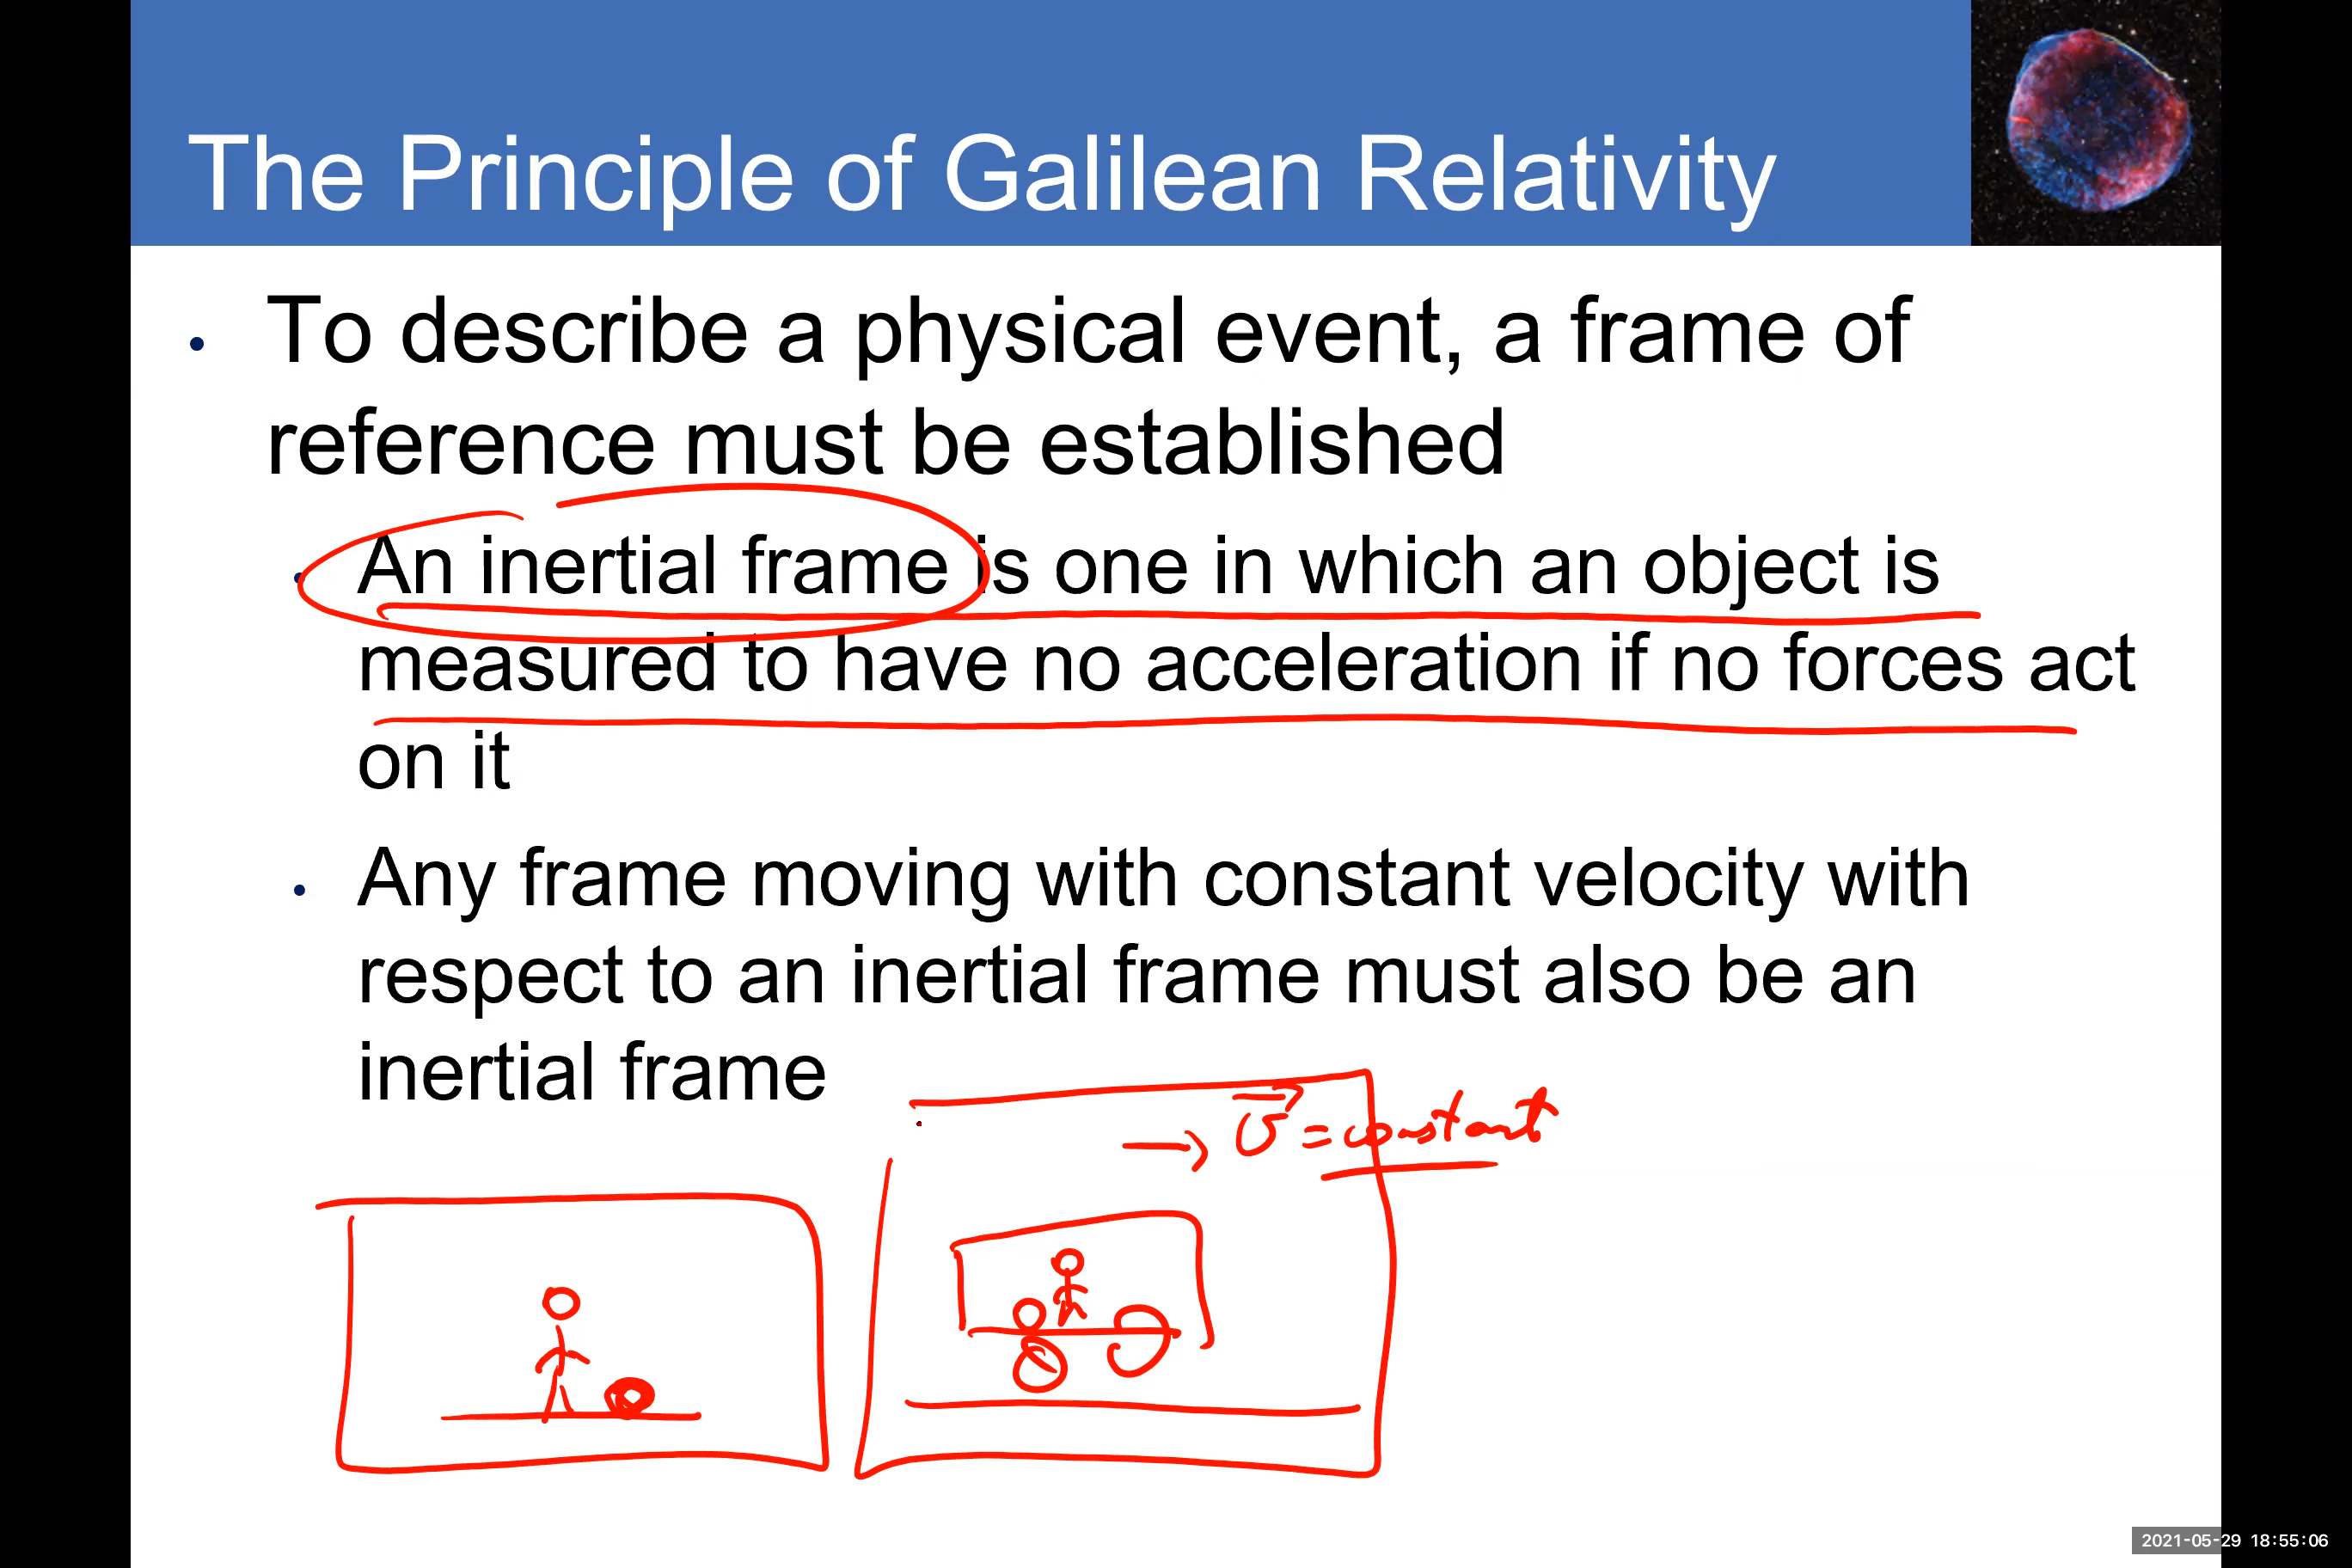 The Principle of Galilean Relativity
• To describe a physical event, a frame of
reference must be established
• An inertial frame is one in which an object is
measured to have no acceleration if no forces act
on it
• Any frame moving with constant velocity with
respect to an inertial frame must also be an
inertial frame
→ v⃗ = constant
2021-05-29 18:55:06